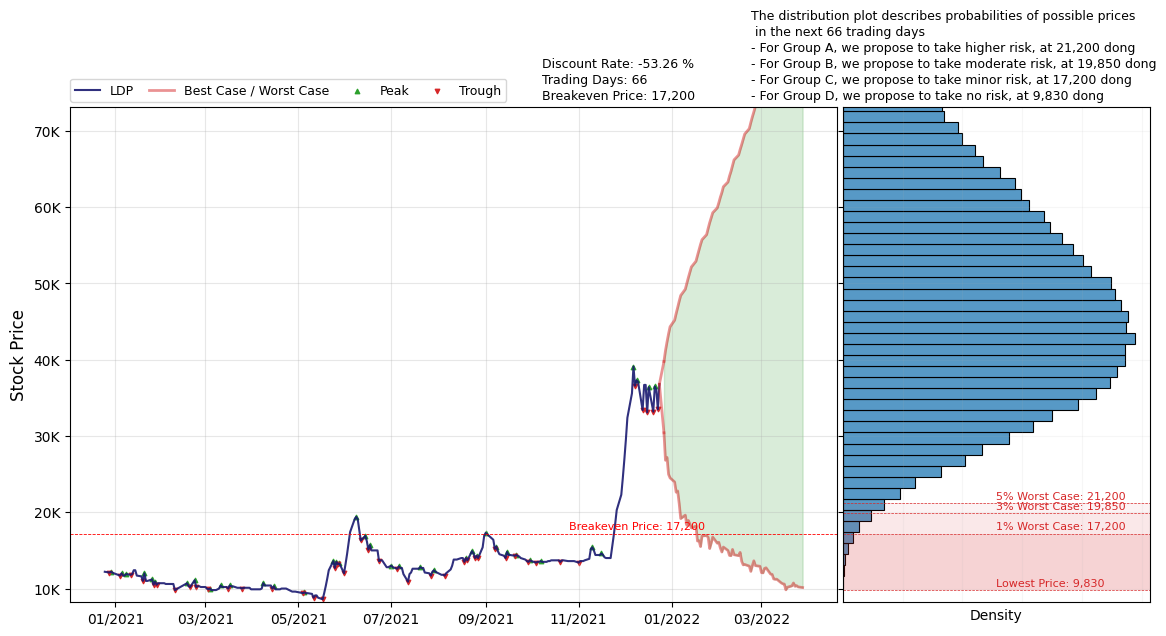 The distribution plot describes probabilities of possible prices
in the next 66 trading days
- For Group A, we propose to take higher risk, at 21,200 dong
- For Group B, we propose to take moderate risk, at 19,850 dong
- For Group C, we propose to take minor risk, at 17,200 dong
- For Group D, we propose to take no risk, at 9,830 dong
Discount Rate: -53.26 %
Trading Days: 66
Breakeven Price: 17,200
LDP
Best Case / Worst Case
Peak
Trough
Stock Price
70K
60K
50K
40K
30K
20K
10K
Breakeven Price: 17,200
5% Worst Case: 21,200
3% Worst Case: 19,850
1% Worst Case: 17,200
Lowest Price: 9,830
01/2021
03/2021
05/2021
07/2021
09/2021
11/2021
01/2022
03/2022
Density